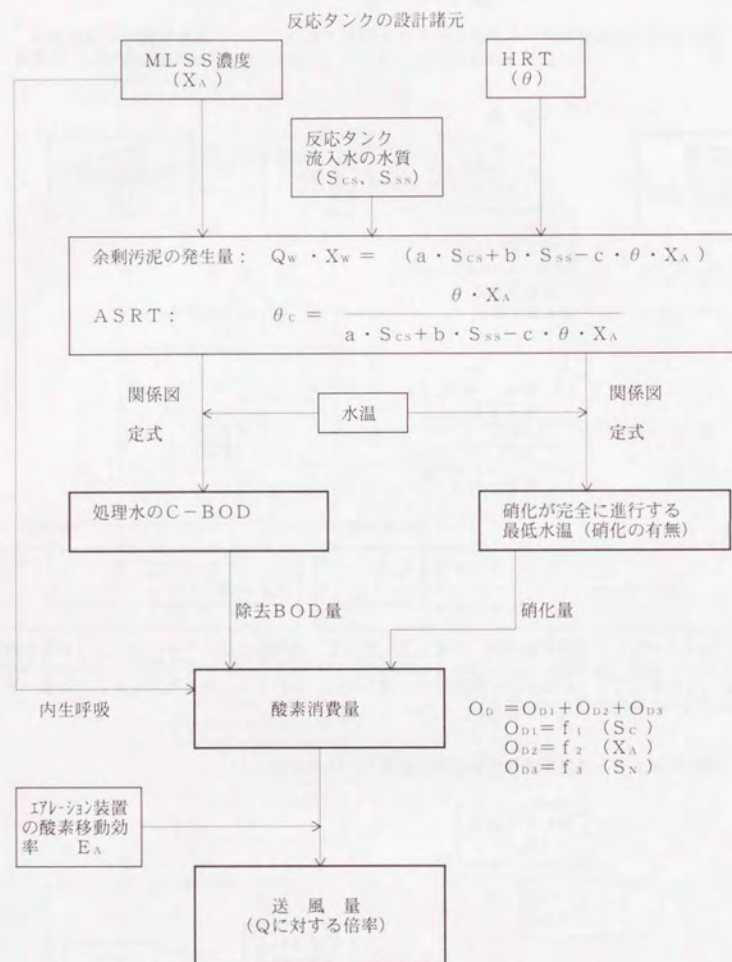 反応タンクの設計諸元
MLSS濃度
(XA)
HRT
(θ)
反応タンク
流入水の水質
(SCS、SSS)
余剰汚泥の発生量: QW・XW= (a・SCS+b・SSS−c・θ・XA)
θ・XA
ASRT: θC=
a・SCS+b・SSS−c・θ・XA
関係図
定式
水温
関係図
定式
処理水のC−BOD
硝化が完全に進行する
最低水温(硝化の有無)
除去BOD量
硝化量
内生呼吸
酸素消費量
OD=OD1+OD2+OD3
OD1=f1 (SC)
OD2=f2 (XA)
OD3=f3 (SN)
エアレーション装置
の酸素移動効
率 EA
送風量
(Qに対する倍率)